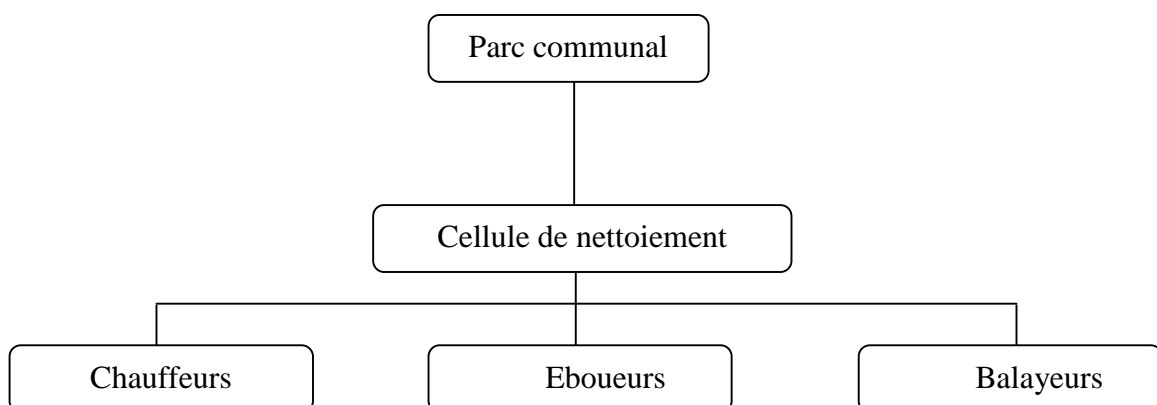 Parc communal
Cellule de nettoiement
Chauffeurs
Eboueurs
Balayeurs